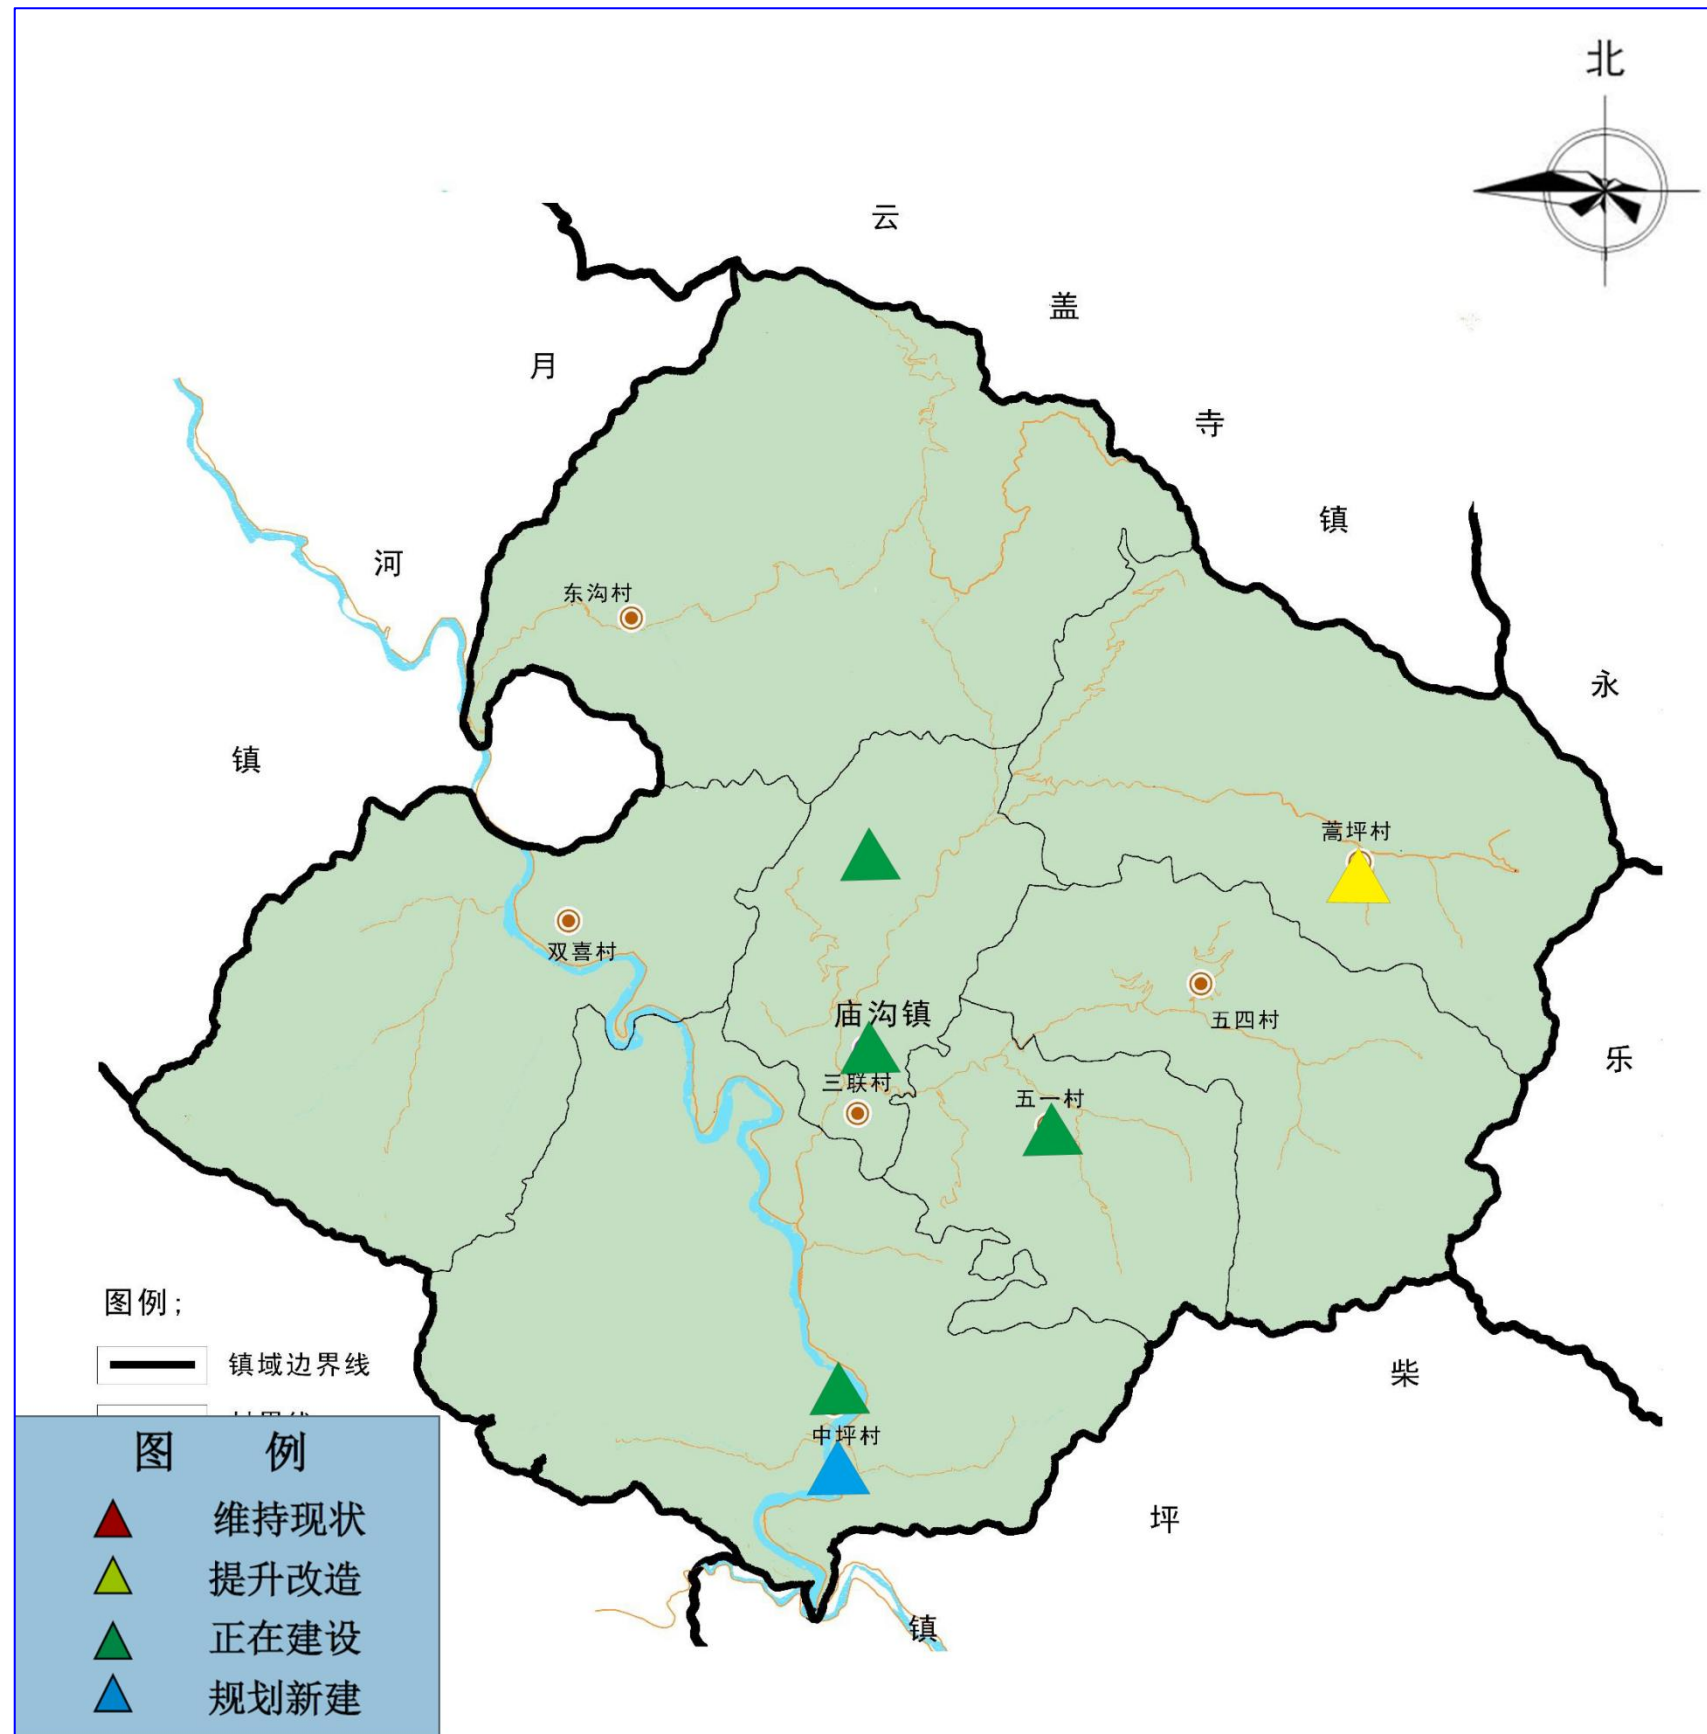 北
云
盖
寺
镇
月
河
镇
永
乐
东沟村
蒿坪村
双喜村
五四村
庙沟镇
三联村
五一村
中坪村
柴
坪
镇
图例;
镇域边界线
图 例
维持现状
提升改造
正在建设
规划新建